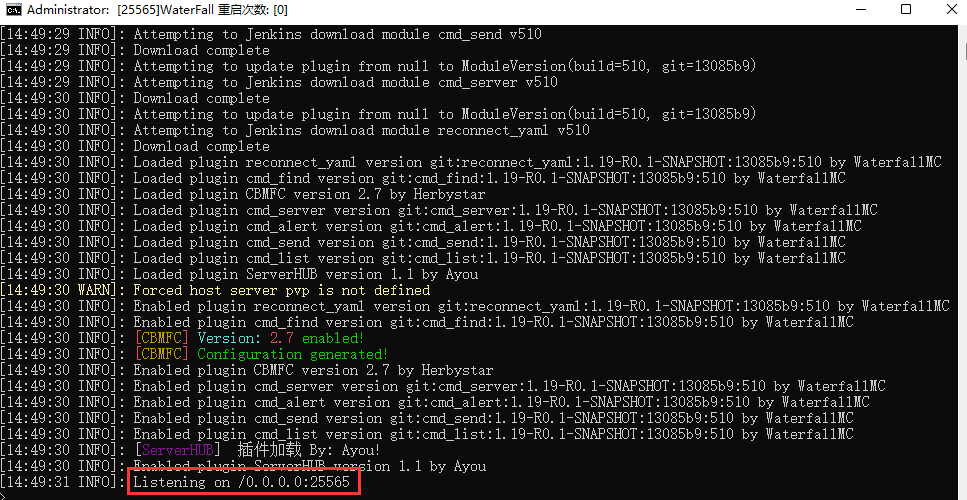 Administrator:  [25565]WaterFall 重启次数: [0]
[14:49:29 INFO]: Attempting to Jenkins download module cmd_send v510
[14:49:29 INFO]: Download complete
[14:49:29 INFO]: Attempting to update plugin from null to ModuleVersion(build=510, git=13085b9)
[14:49:29 INFO]: Attempting to Jenkins download module cmd_server v510
[14:49:30 INFO]: Download complete
[14:49:30 INFO]: Attempting to update plugin from null to ModuleVersion(build=510, git=13085b9)
[14:49:30 INFO]: Attempting to Jenkins download module reconnect_yaml v510
[14:49:30 INFO]: Download complete
[14:49:30 INFO]: Loaded plugin reconnect_yaml version git:reconnect_yaml:1.19-R0.1-SNAPSHOT:13085b9:510 by WaterfallMC
[14:49:30 INFO]: Loaded plugin cmd_find version git:cmd_find:1.19-R0.1-SNAPSHOT:13085b9:510 by WaterfallMC
[14:49:30 INFO]: Loaded plugin CBMFC version 2.7 by Herbystar
[14:49:30 INFO]: Loaded plugin cmd_server version git:cmd_server:1.19-R0.1-SNAPSHOT:13085b9:510 by WaterfallMC
[14:49:30 INFO]: Loaded plugin cmd_alert version git:cmd_alert:1.19-R0.1-SNAPSHOT:13085b9:510 by WaterfallMC
[14:49:30 INFO]: Loaded plugin cmd_send version git:cmd_send:1.19-R0.1-SNAPSHOT:13085b9:510 by WaterfallMC
[14:49:30 INFO]: Loaded plugin cmd_list version git:cmd_list:1.19-R0.1-SNAPSHOT:13085b9:510 by WaterfallMC
[14:49:30 INFO]: Loaded plugin ServerHUB version 1.1 by Ayou
[14:49:30 WARN]: Forced host server pvp is not defined
[14:49:30 INFO]: Enabled plugin reconnect_yaml version git:reconnect_yaml:1.19-R0.1-SNAPSHOT:13085b9:510 by WaterfallMC
[14:49:30 INFO]: Enabled plugin cmd_find version git:cmd_find:1.19-R0.1-SNAPSHOT:13085b9:510 by WaterfallMC
[14:49:30 INFO]: [CBMFC] Version: 2.7 enabled!
[14:49:30 INFO]: [CBMFC] Configuration generated!
[14:49:30 INFO]: Enabled plugin CBMFC version 2.7 by Herbystar
[14:49:30 INFO]: Enabled plugin cmd_server version git:cmd_server:1.19-R0.1-SNAPSHOT:13085b9:510 by WaterfallMC
[14:49:30 INFO]: Enabled plugin cmd_alert version git:cmd_alert:1.19-R0.1-SNAPSHOT:13085b9:510 by WaterfallMC
[14:49:30 INFO]: Enabled plugin cmd_send version git:cmd_send:1.19-R0.1-SNAPSHOT:13085b9:510 by WaterfallMC
[14:49:30 INFO]: Enabled plugin cmd_list version git:cmd_list:1.19-R0.1-SNAPSHOT:13085b9:510 by WaterfallMC
[14:49:30 INFO]: [ServerHUB]  插件加载 By: Ayou!
[14:49:30 INFO]: Enabled plugin ServerHUB version 1.1 by Ayou
[14:49:31 INFO]: Listening on /0.0.0.0:25565
>